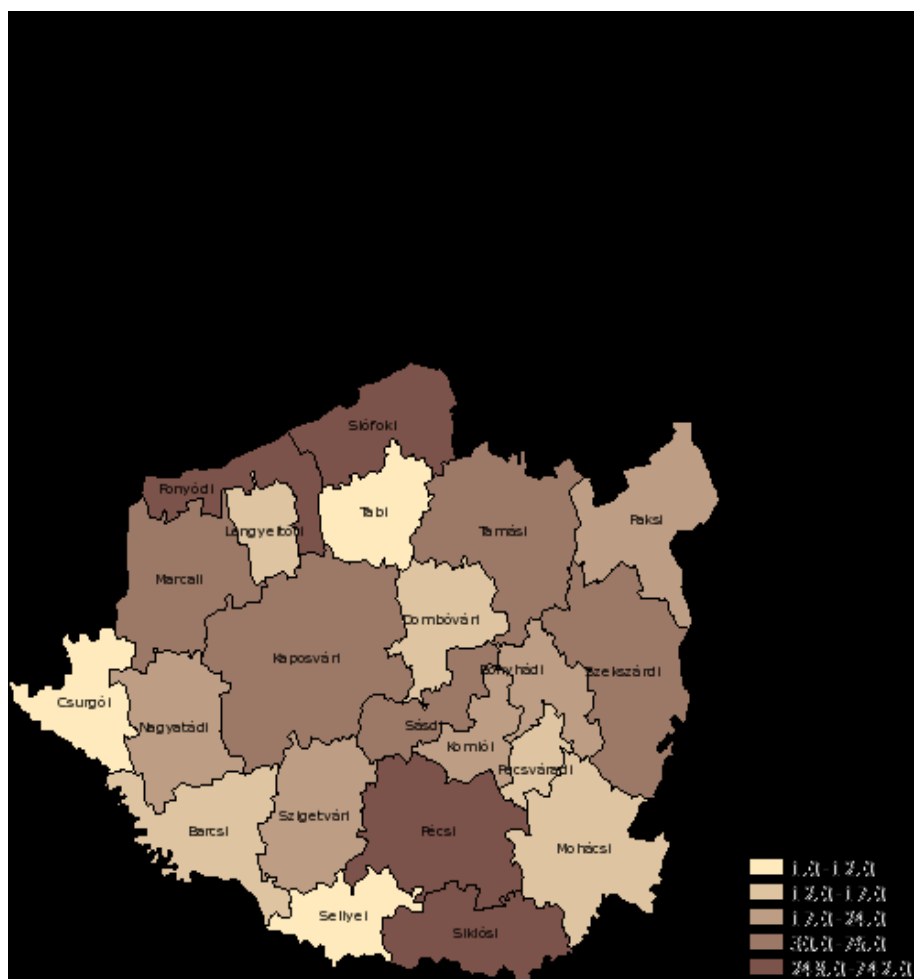 Siófoki
Fonyódi
Tabi
Lengyeltóti
Tamási
Paksi
Marcali
Dombóvári
Kaposvári
Bonyhádi
Szekszárdi
Csurgói
Nagyatádi
Sásdi
Komlói
Pécsváradi
Szigetvári
Barcsi
Pécsi
Mohácsi
Sellyei
Siklósi